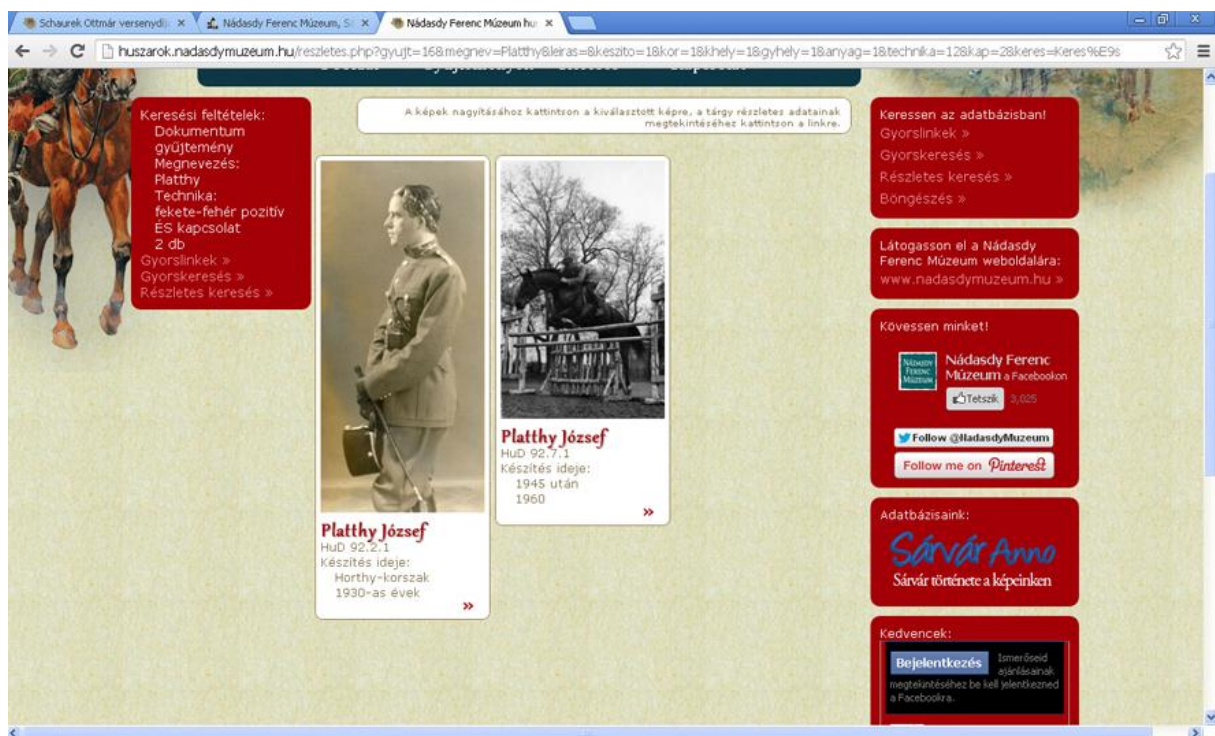 Schaurek Ottmár versenydíj
Nádasdy Ferenc Múzeum, Sá
Nádasdy Ferenc Múzeum hu
huszarok.nadasdymuzeum.hu/reszletes.php?gyujt=16&megnev=Platthy&leiras=&keszito=1&kor=1&khely=1&gyhely=1&anyag=1&technika=12&kap=2&keres=Keres%E9s
Keresési feltételek:
Dokumentum
gyűjtemény
Megnevezés:
Platthy
Technika:
fekete-fehér pozitív
ÉS kapcsolat
2 db
Gyorslinkek »
Gyorskeresés »
Részletes keresés »
A képek nagyításához kattintson a kiválasztott képre, a tárgy részletes adatainak
megtekintéséhez kattintson a linkre.
Platthy József
HuD 92.2.1
Készítés ideje:
Horthy-korszak
1930-as évek
»
Platthy József
HuD 92.7.1
Készítés ideje:
1945 után
1960
»
Keressen az adatbázisban!
Gyorslinkek »
Gyorskeresés »
Részletes keresés »
Böngészés »
Látogasson el a Nádasdy
Ferenc Múzeum weboldalára:
www.nadasdymuzeum.hu »
Kövessen minket!
Nádasdy
Ferenc
Múzeum
Nádasdy Ferenc
Múzeum a Facebookon
Tetszik 3,025
Follow @NadasdyMuzeum
Follow me on Pinterest
Adatbázisaink:
Sárvár Anno
Sárvár története a képeinken
Kedvencek:
Bejelentkezés
Ismerőseid
ajánlásainak
megtekintéséhez be kell jelentkezned
a Facebookra.